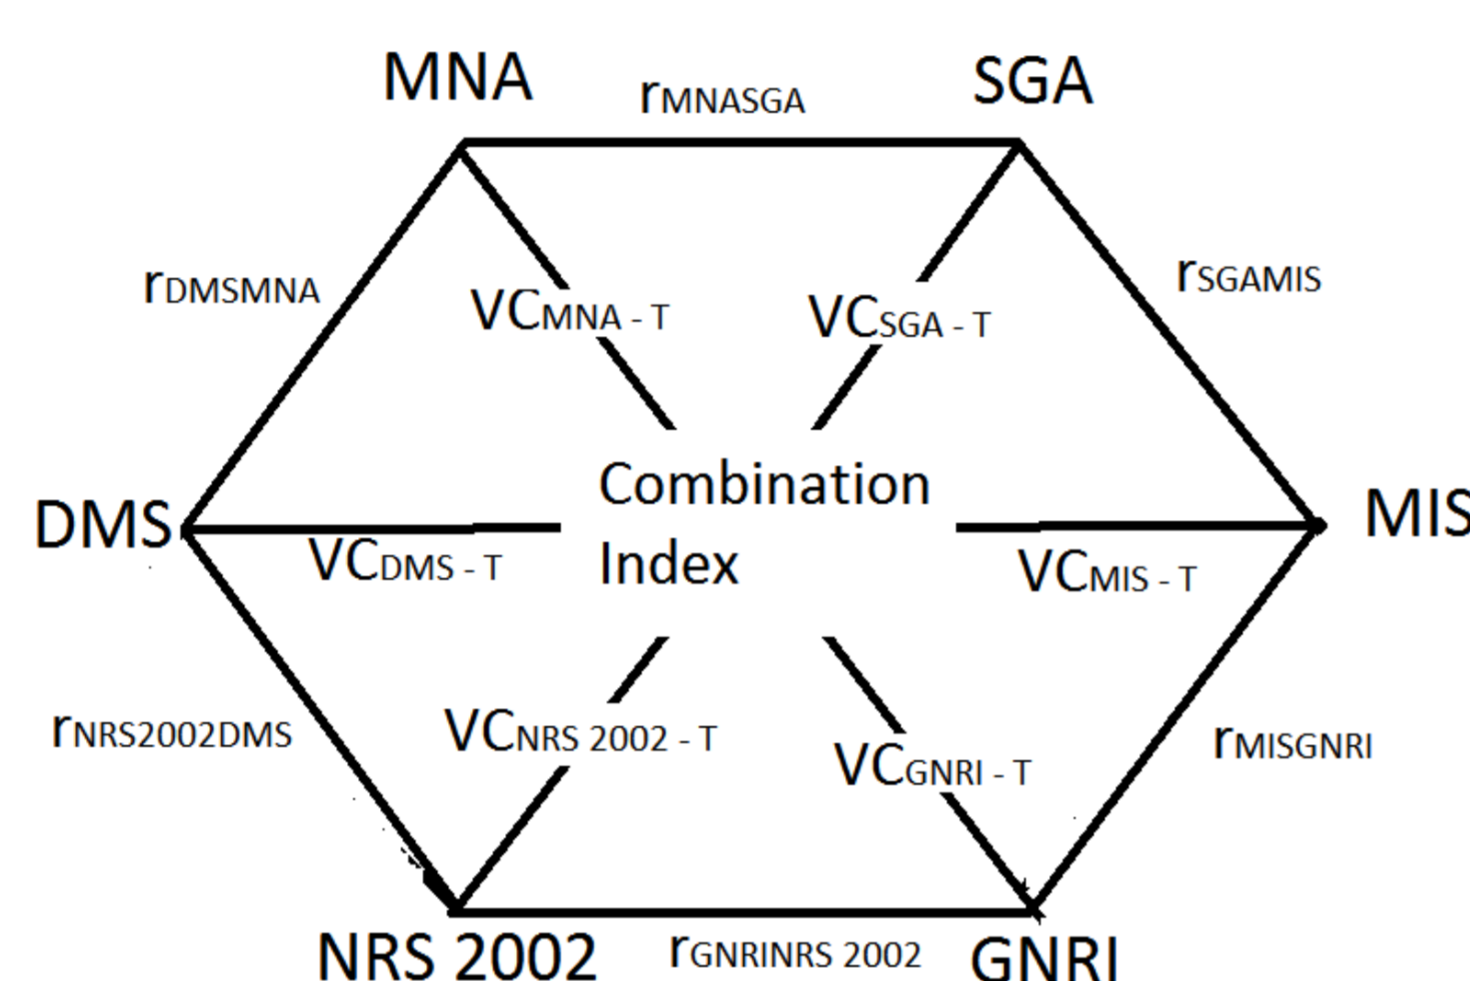 MNA
rMNASGA
SGA
rDMSMNA
VCMNA - T
VCSGA - T
rSGAMIS
Combination
Index
DMS
MIS
VCDMS - T
VCMIS - T
rNRS2002DMS
VCNRS 2002 - T
VCGNRI - T
rMISGNRI
NRS 2002
rGNRINRS 2002
GNRI